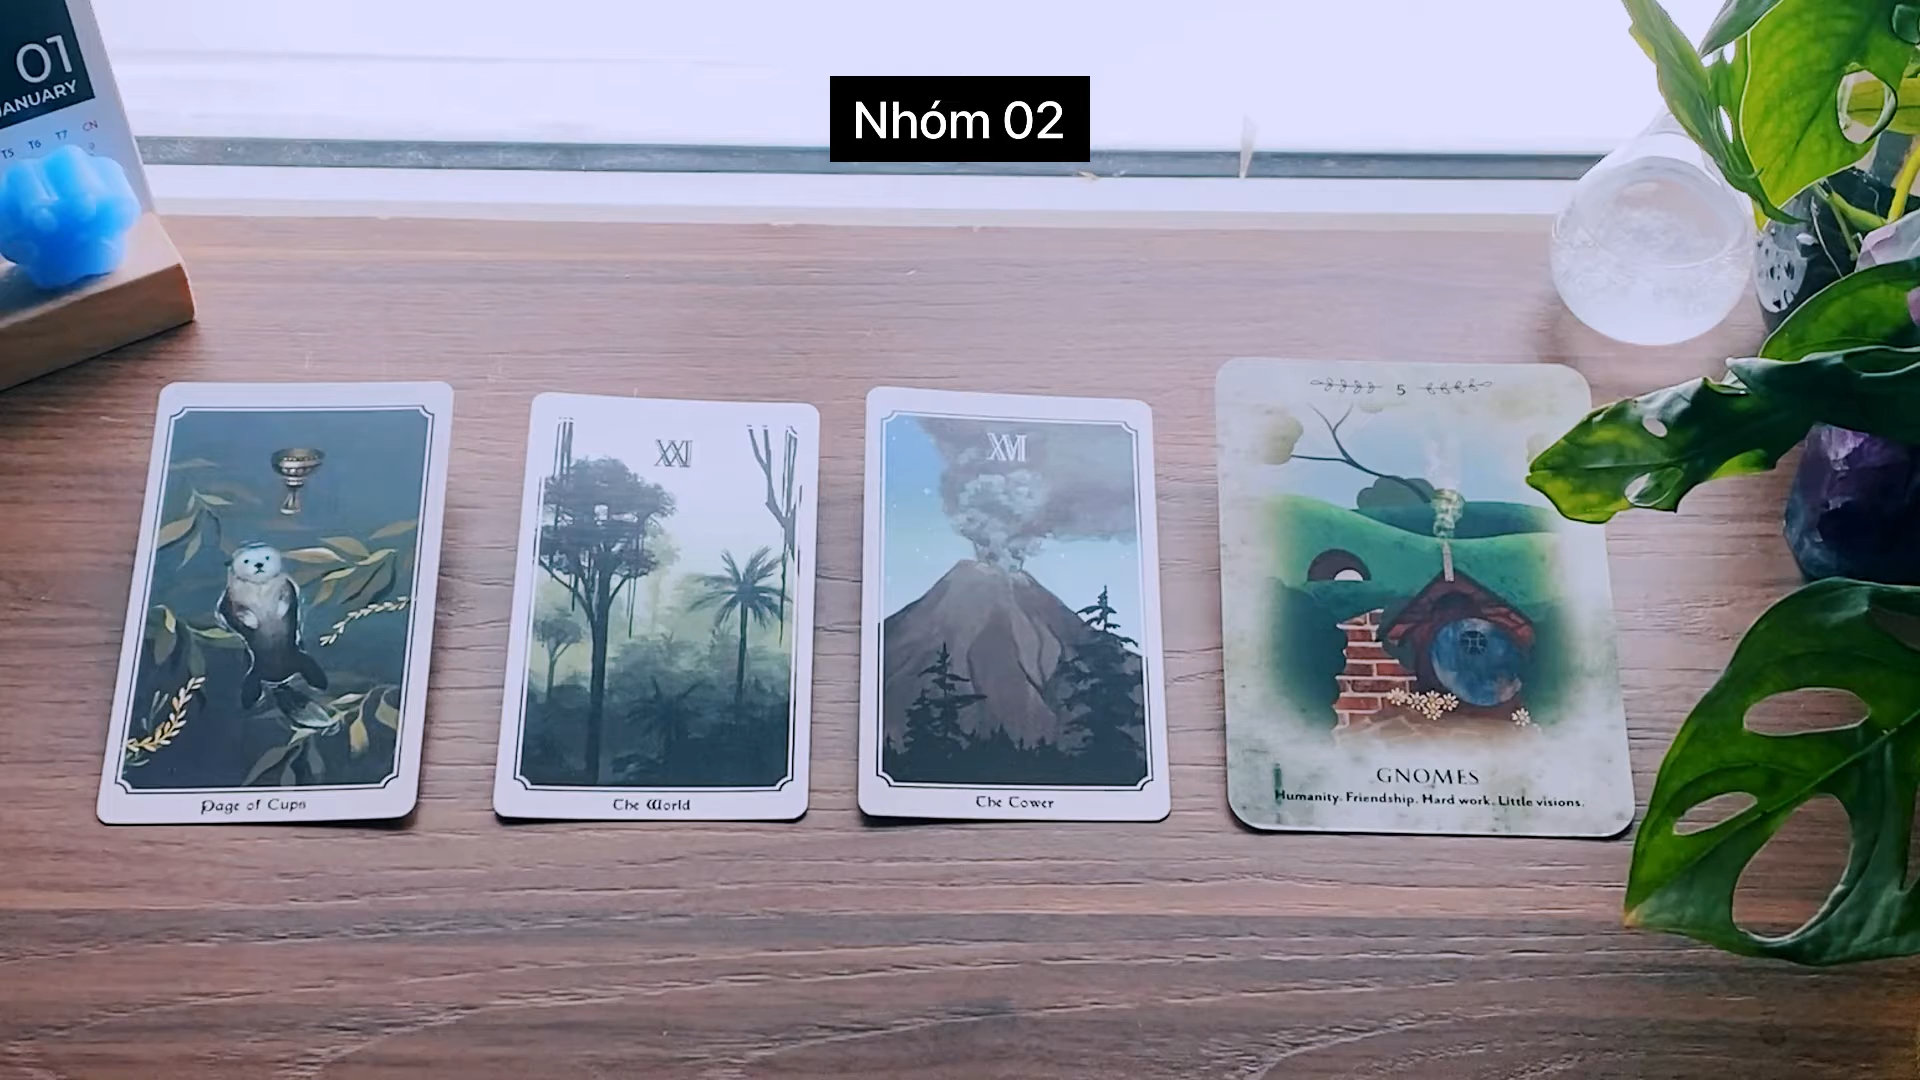 01
JANUARY
T5 T6 T7 CN
Nhóm 02
Page of Cups
XXI
The World
XVI
The Tower
5
GNOMES
Humanity. Friendship. Hard work. Little visions.